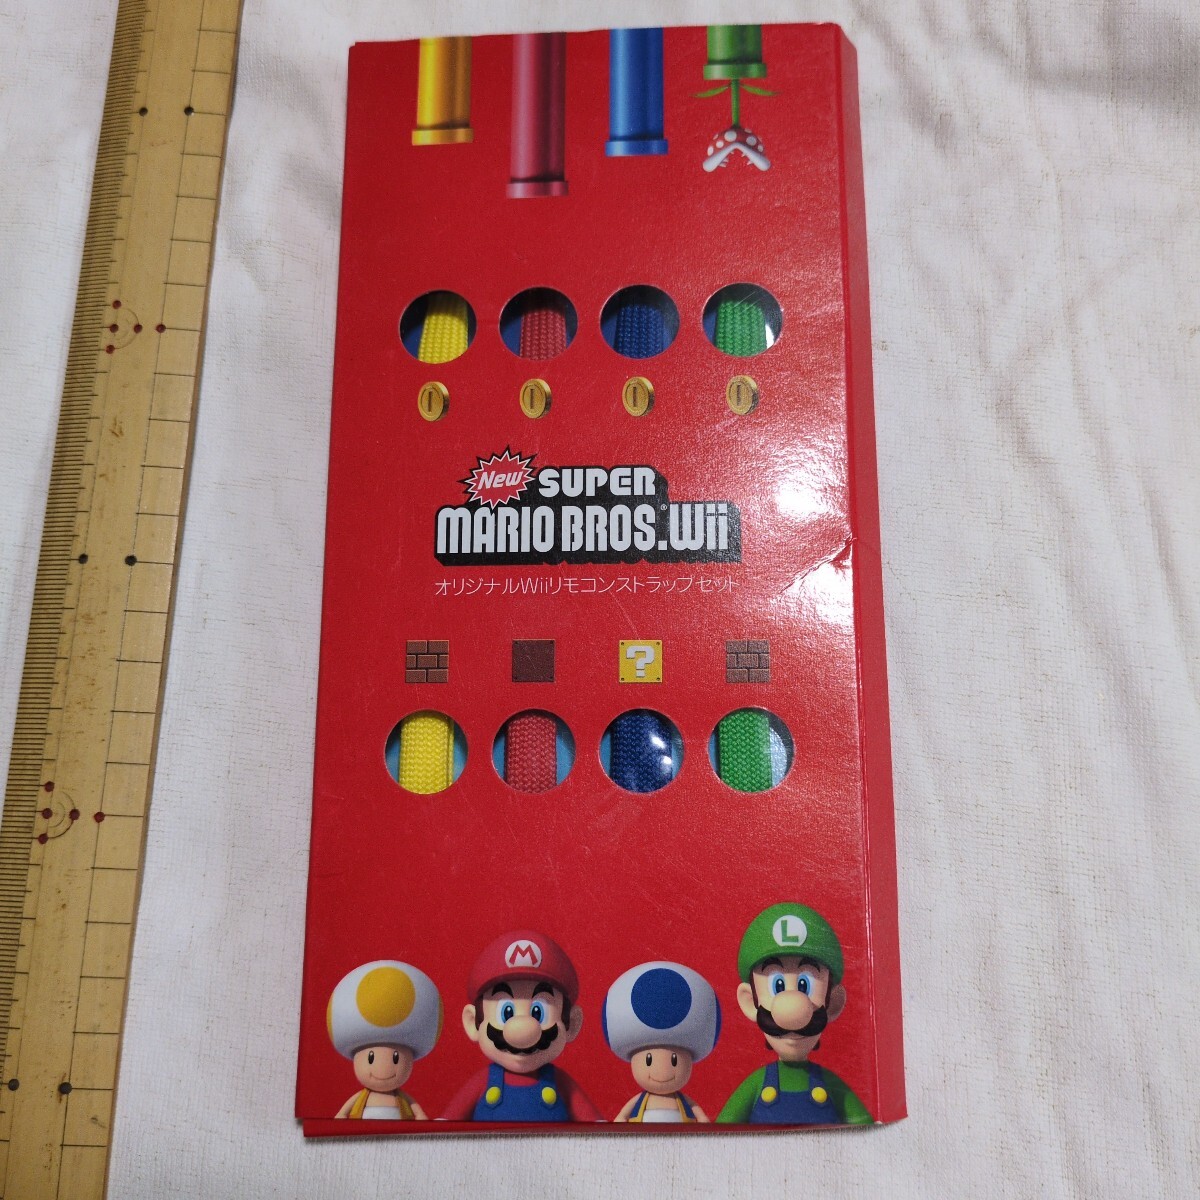 New SUPER
MARIO BROS.® Wii
オリジナルWiiリモコンストラップセット
?
M
L